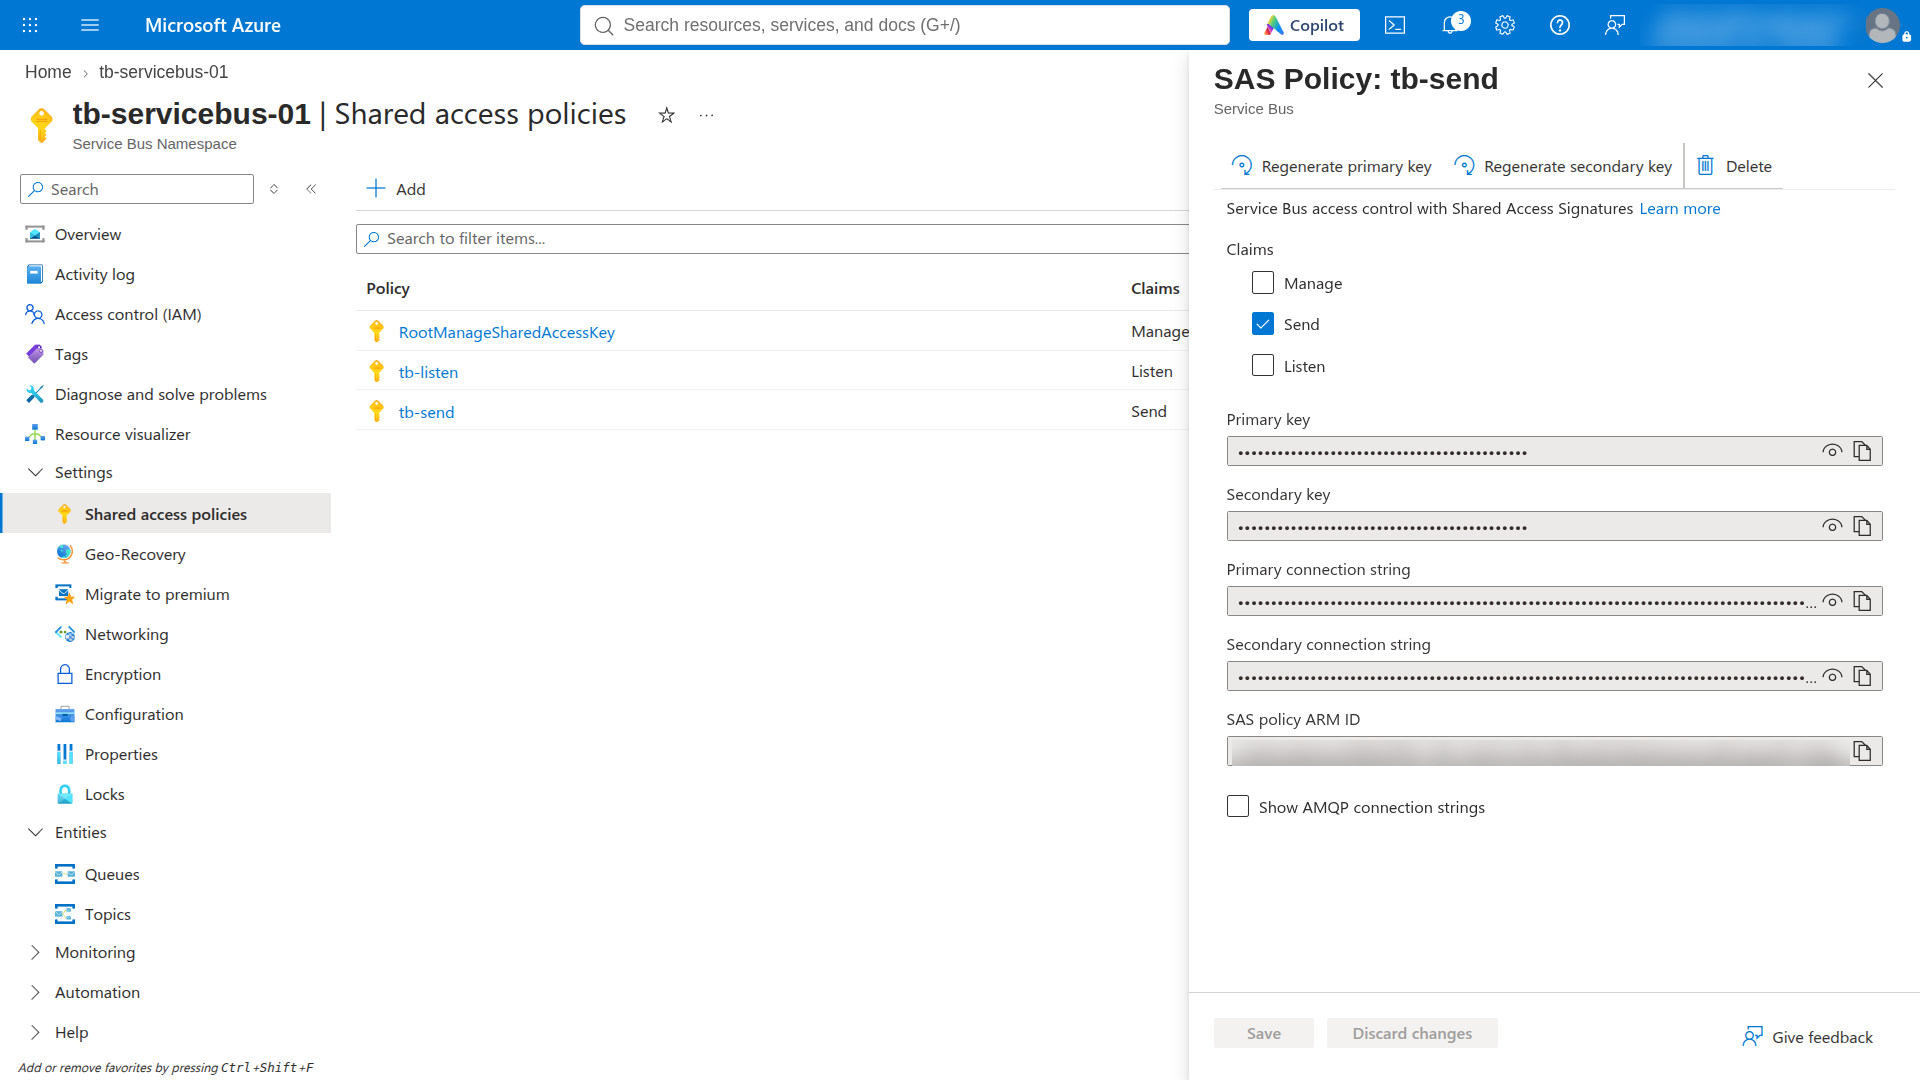 Microsoft Azure
Search resources, services, and docs (G+/)
Copilot
3
Home › tb-servicebus-01
tb-servicebus-01 | Shared access policies
Service Bus Namespace
Search
Overview
Activity log
Access control (IAM)
Tags
Diagnose and solve problems
Resource visualizer
Settings
Shared access policies
Geo-Recovery
Migrate to premium
Networking
Encryption
Configuration
Properties
Locks
Entities
Queues
Topics
Monitoring
Automation
Help
Add or remove favorites by pressing Ctrl+Shift+F
Add
Search to filter items...
Policy Claims
RootManageSharedAccessKey Manage
tb-listen Listen
tb-send Send
SAS Policy: tb-send
Service Bus
Regenerate primary key Regenerate secondary key Delete
Service Bus access control with Shared Access Signatures Learn more
Claims
Manage
Send
Listen
Primary key
Secondary key
Primary connection string
Secondary connection string
SAS policy ARM ID
Show AMQP connection strings
Save Discard changes Give feedback